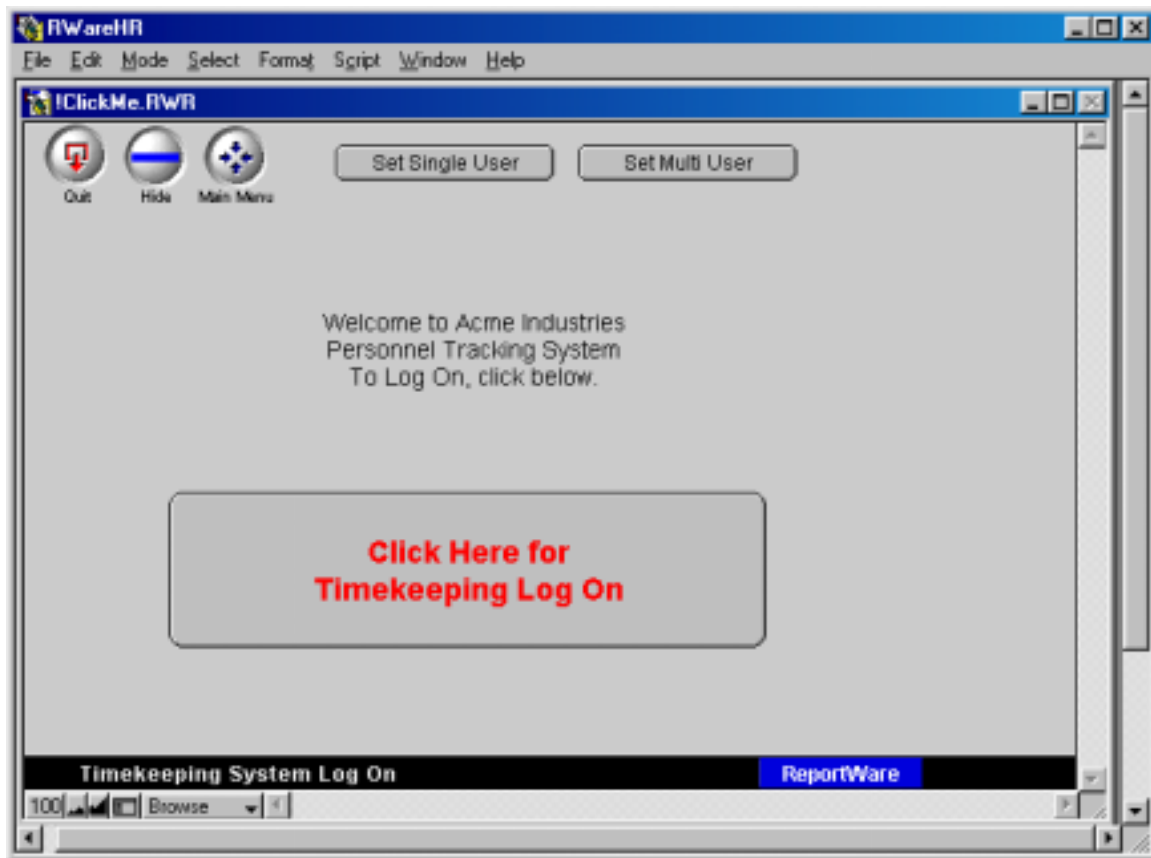 RWareHR
File Edit Mode Select Format Script Window Help
!ClickMe.RWR
Set Single User Set Multi User
Quit Hide Main Menu
Welcome to Acme Industries
Personnel Tracking System
To Log On, click below.
Click Here for
Timekeeping Log On
Timekeeping System Log On ReportWare
100 Browse